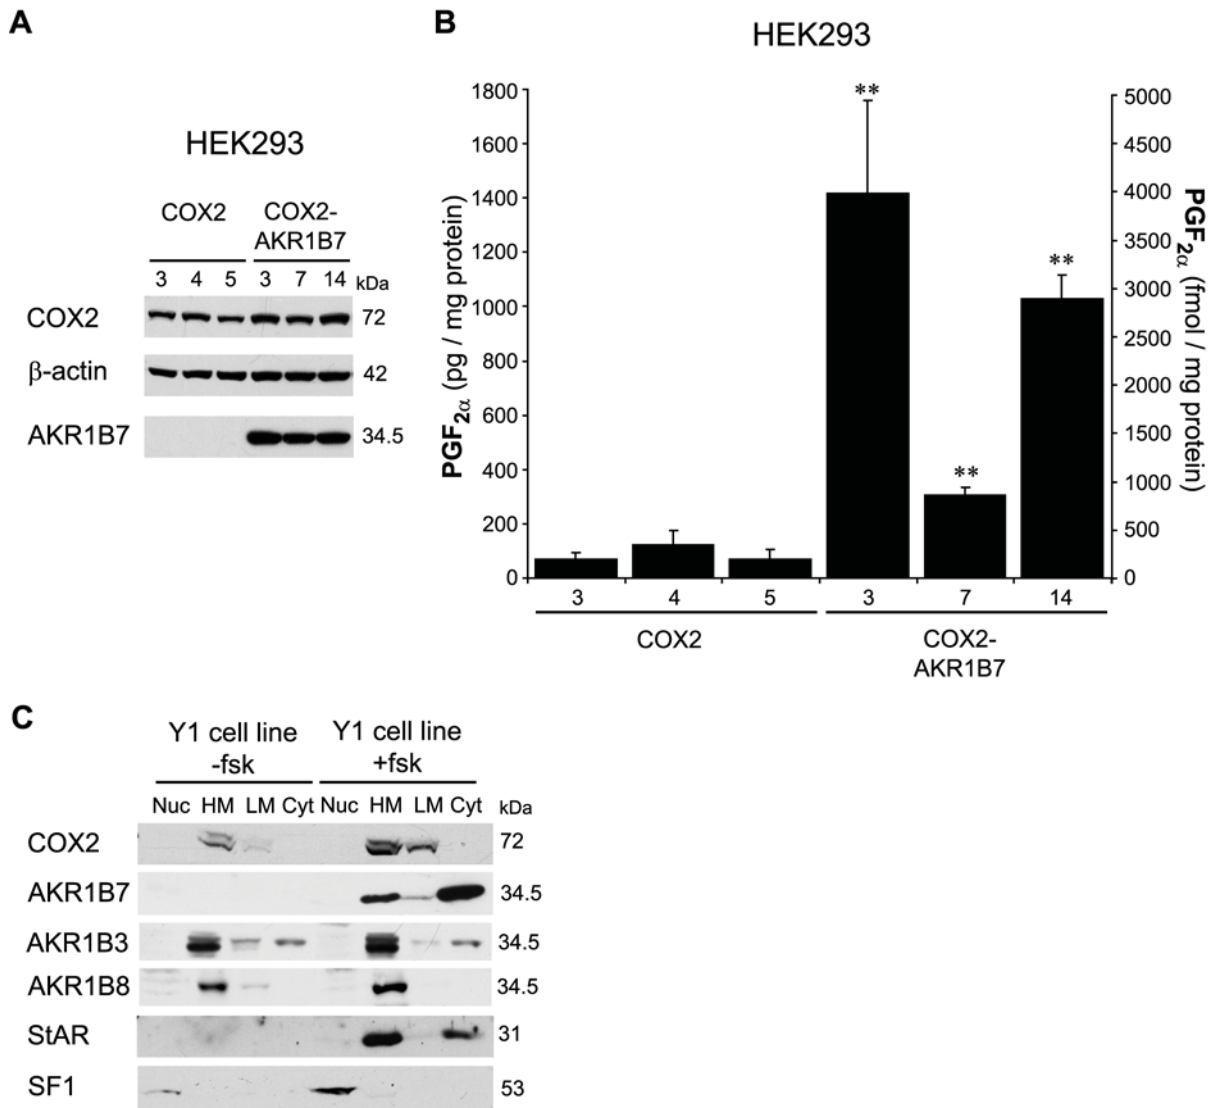 A
HEK293
COX2 COX2-
AKR1B7
3 4 5 3 7 14 kDa
COX2 72
β-actin 42
AKR1B7 34.5
B
HEK293
PGF2α (pg / mg protein)
1800
1600
1400
1200
1000
800
600
400
200
0
** ** **
5000
4500
4000
3500
3000
2500
2000
1500
1000
500
0
PGF2α (fmol / mg protein)
3 4 5 3 7 14
COX2 COX2-
AKR1B7
C
Y1 cell line Y1 cell line
-fsk +fsk
Nuc HM LM Cyt Nuc HM LM Cyt kDa
COX2 72
AKR1B7 34.5
AKR1B3 34.5
AKR1B8 34.5
StAR 31
SF1 53